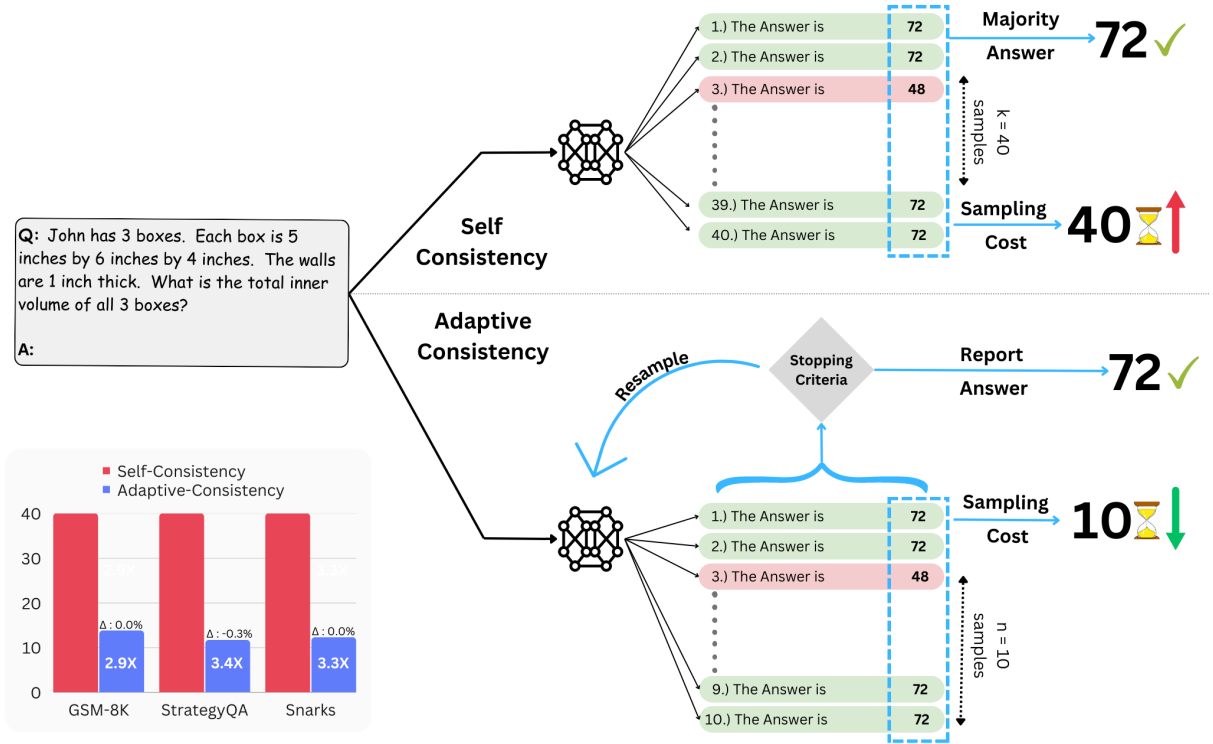 1.) The Answer is 72
2.) The Answer is 72
3.) The Answer is 48
39.) The Answer is 72
40.) The Answer is 72
Majority
Answer
72
k = 40
samples
Sampling
Cost
40
Self
Consistency
Q: John has 3 boxes. Each box is 5
inches by 6 inches by 4 inches. The walls
are 1 inch thick. What is the total inner
volume of all 3 boxes?
A:
Adaptive
Consistency
Resample
Stopping
Criteria
Report
Answer
72
1.) The Answer is 72
2.) The Answer is 72
3.) The Answer is 48
9.) The Answer is 72
10.) The Answer is 72
Sampling
Cost
10
n = 10
samples
Self-Consistency
Adaptive-Consistency
40
30
20
10
0
2.9X
3.3X
Δ : 0.0%
Δ : -0.3%
Δ : 0.0%
2.9X
3.4X
3.3X
GSM-8K
StrategyQA
Snarks